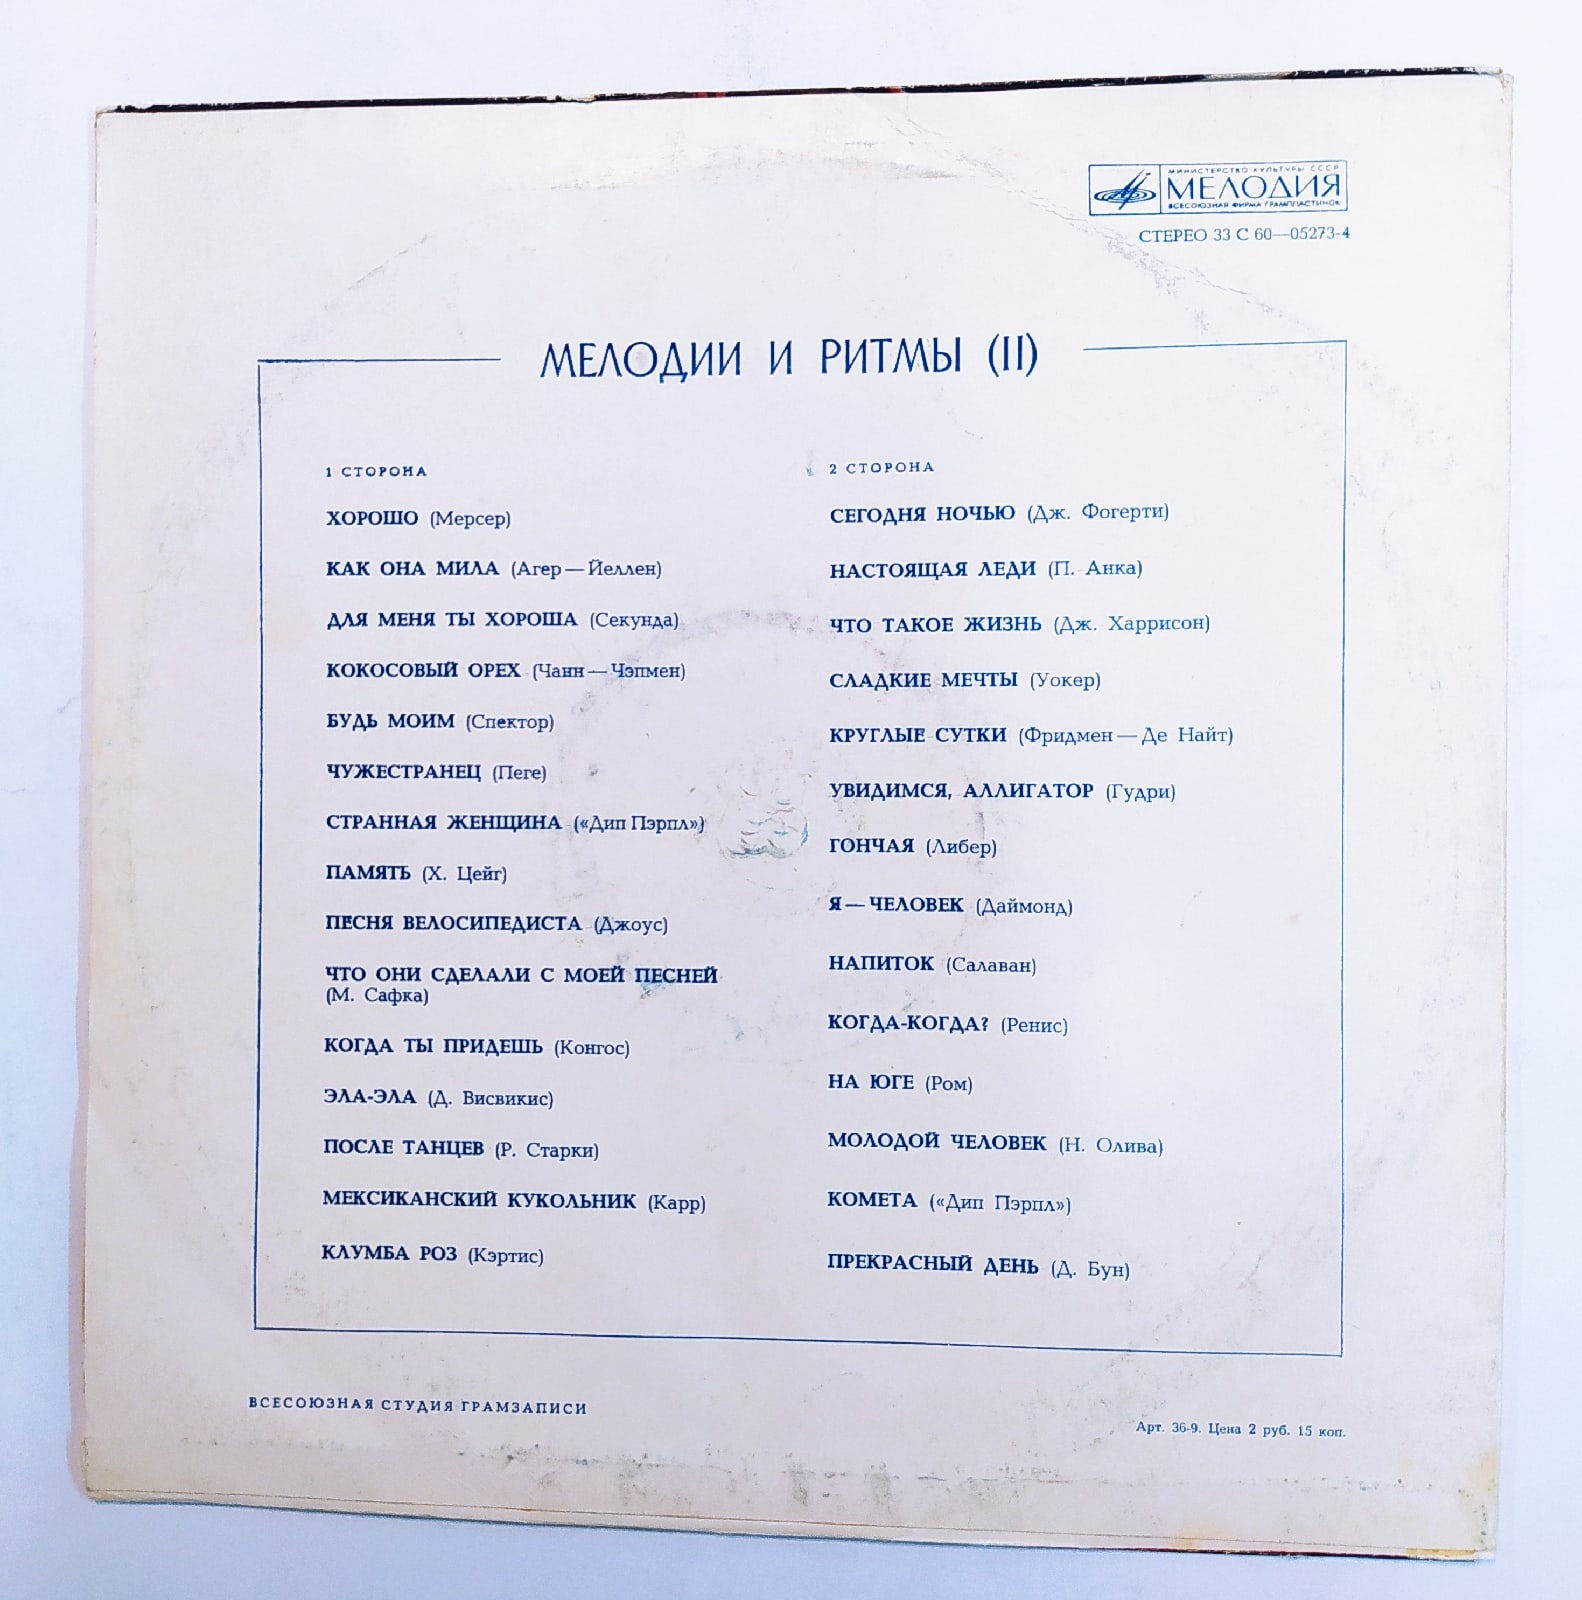 МИНИСТЕРСТВО КУЛЬТУРЫ СССР
МЕЛОДИЯ
ВСЕСОЮЗНАЯ ФИРМА ГРАМПЛАСТИНОК
СТЕРЕО 33 С 60—05273-4
МЕЛОДИИ И РИТМЫ (II)
1 СТОРОНА
ХОРОШО (Мерсер)
КАК ОНА МИЛА (Агер — Йеллен)
ДЛЯ МЕНЯ ТЫ ХОРОША (Секунда)
КОКОСОВЫЙ ОРЕХ (Чанн — Чэпмен)
БУДЬ МОИМ (Спектор)
ЧУЖЕСТРАНЕЦ (Пеге)
СТРАННАЯ ЖЕНЩИНА («Дип Пэрпл»)
ПАМЯТЬ (Х. Цейг)
ПЕСНЯ ВЕЛОСИПЕДИСТА (Джоус)
ЧТО ОНИ СДЕЛАЛИ С МОЕЙ ПЕСНЕЙ
(М. Сафка)
КОГДА ТЫ ПРИДЕШЬ (Конгос)
ЭЛА-ЭЛА (Д. Висвикис)
ПОСЛЕ ТАНЦЕВ (Р. Старки)
МЕКСИКАНСКИЙ КУКОЛЬНИК (Карр)
КЛУМБА РОЗ (Кэртис)
2 СТОРОНА
СЕГОДНЯ НОЧЬЮ (Дж. Фогерти)
НАСТОЯЩАЯ ЛЕДИ (П. Анка)
ЧТО ТАКОЕ ЖИЗНЬ (Дж. Харрисон)
СЛАДКИЕ МЕЧТЫ (Уокер)
КРУГЛЫЕ СУТКИ (Фридмен — Де Найт)
УВИДИМСЯ, АЛЛИГАТОР (Гудри)
ГОНЧАЯ (Либер)
Я — ЧЕЛОВЕК (Даймонд)
НАПИТОК (Салаван)
КОГДА-КОГДА? (Ренис)
НА ЮГЕ (Ром)
МОЛОДОЙ ЧЕЛОВЕК (Н. Олива)
КОМЕТА («Дип Пэрпл»)
ПРЕКРАСНЫЙ ДЕНЬ (Д. Бун)
ВСЕСОЮЗНАЯ СТУДИЯ ГРАМЗАПИСИ
Арт. 36-9. Цена 2 руб. 15 коп.